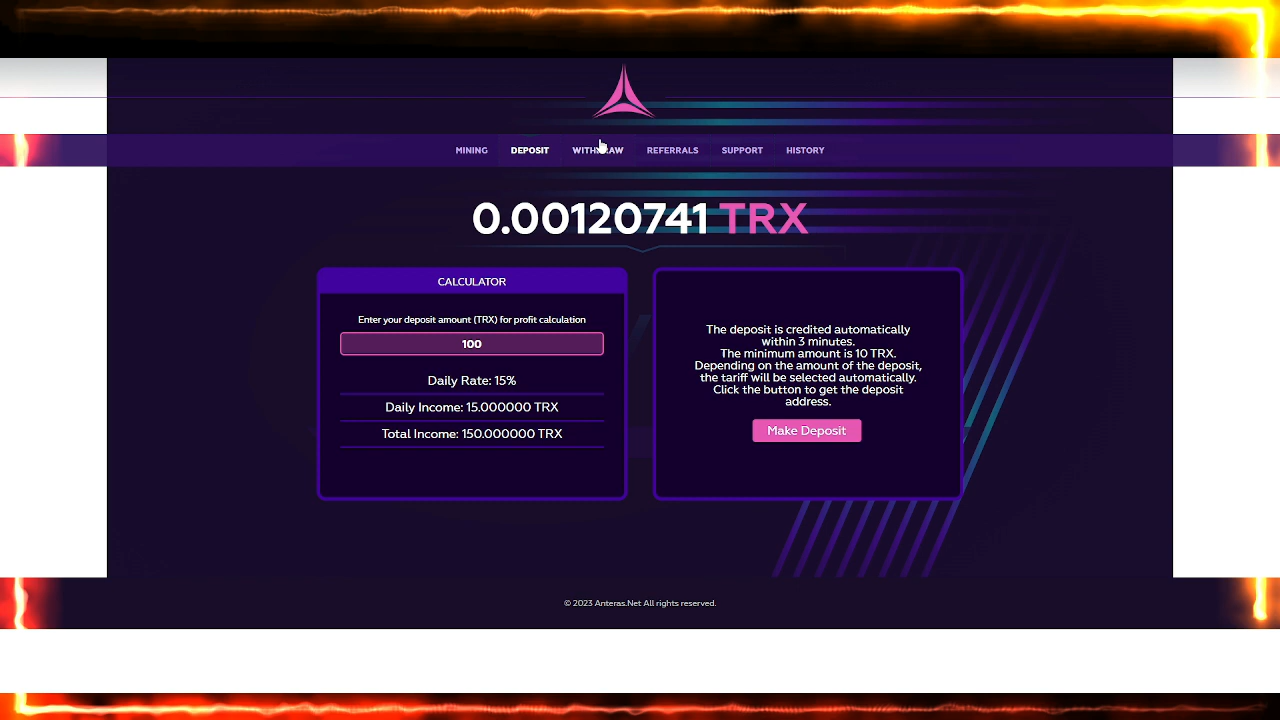 MINING DEPOSIT WITHDRAW REFERRALS SUPPORT HISTORY
0.00120741 TRX
CALCULATOR
Enter your deposit amount (TRX) for profit calculation
100
Daily Rate: 15%
Daily Income: 15.000000 TRX
Total Income: 150.000000 TRX
The deposit is credited automatically
within 3 minutes.
The minimum amount is 10 TRX.
Depending on the amount of the deposit,
the tariff will be selected automatically.
Click the button to get the deposit
address.
Make Deposit
© 2023 Anteras.Net All rights reserved.